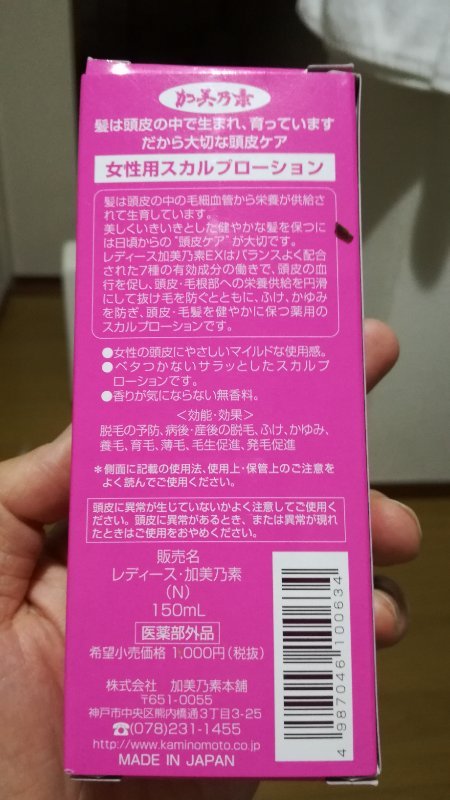 加美乃素
髪は頭皮の中で生まれ、育っています
だから大切な頭皮ケア
女性用スカルプローション
髪は頭皮の中の毛細血管から栄養が供給さ
れて生育しています。
美しくいきいきとした健やかな髪を保つに
は日頃からの“頭皮ケア”が大切です。
レディース加美乃素EXはバランスよく配合
された7種の有効成分の働きで、頭皮の血
行を促し、頭皮・毛根部への栄養供給を円滑
にして抜け毛を防ぐとともに、ふけ、かゆみ
を防ぎ、頭皮・毛髪を健やかに保つ薬用の
スカルプローションです。
●女性の頭皮にやさしいマイルドな使用感。
●ベタつかないサラッとしたスカルプ
ローションです。
●香りが気にならない無香料。
＜効能・効果＞
脱毛の予防、病後・産後の脱毛、ふけ、かゆみ、
養毛、育毛、薄毛、毛生促進、発毛促進
＊側面に記載の使用法、使用上・保管上のご注意を
よく読んでご使用ください。
頭皮に異常が生じていないかよく注意してご使用く
ださい。頭皮に異常があるとき、または異常が現れ
たときはご使用をおやめください。
販売名
レディース・加美乃素
(N)
150mL
医薬部外品
希望小売価格 1,000円(税抜)
株式会社 加美乃素本舗
〒651-0055
神戸市中央区熊内橋通3丁目3-25
☎(078)231-1455
http://www.kaminomoto.co.jp
MADE IN JAPAN
4 987046 100634